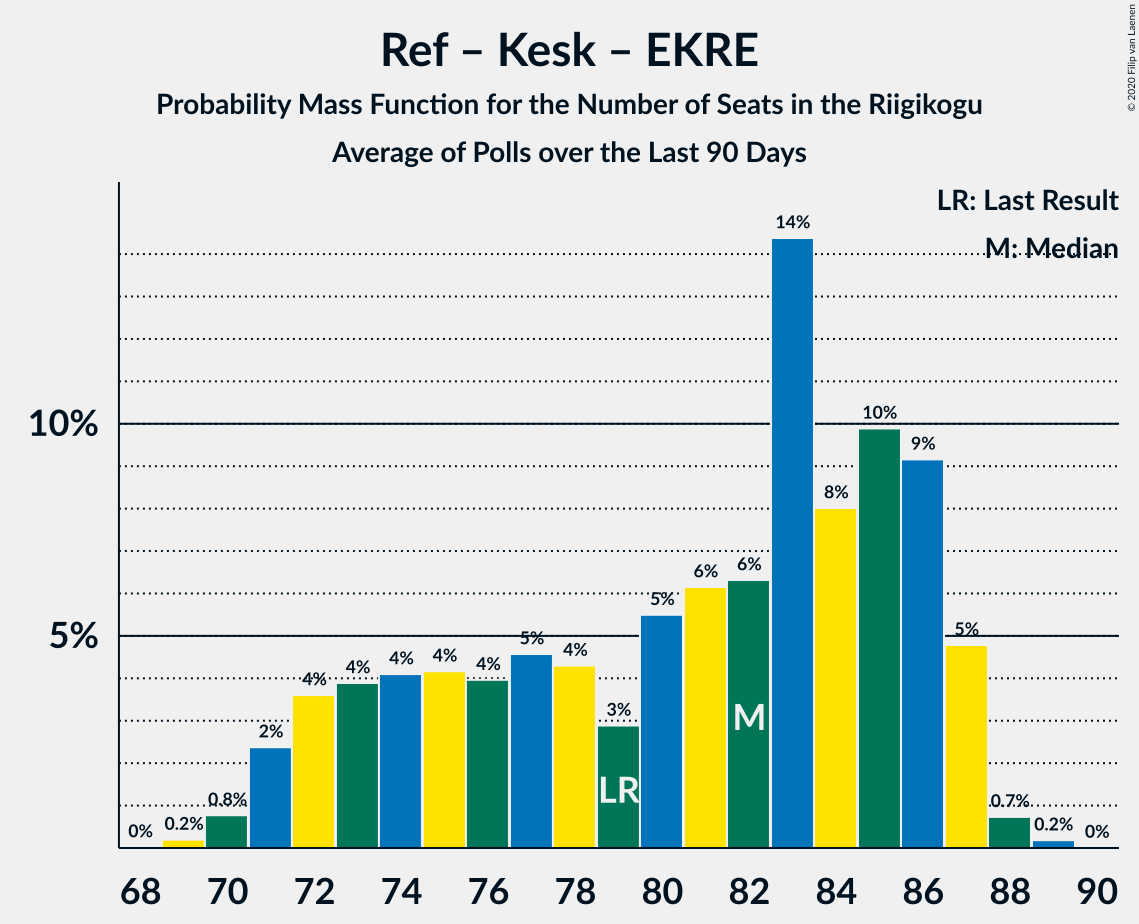 Ref – Kesk – EKRE
Probability Mass Function for the Number of Seats in the Riigikogu
Average of Polls over the Last 90 Days
© 2020 Filip van Laenen
LR: Last Result
M: Median
10%
5%
0%
0.2%
0.8%
2%
4%
4%
4%
4%
4%
5%
4%
3%
5%
6%
6%
14%
8%
10%
9%
5%
0.7%
0.2%
0%
LR
M
68 70 72 74 76 78 80 82 84 86 88 90